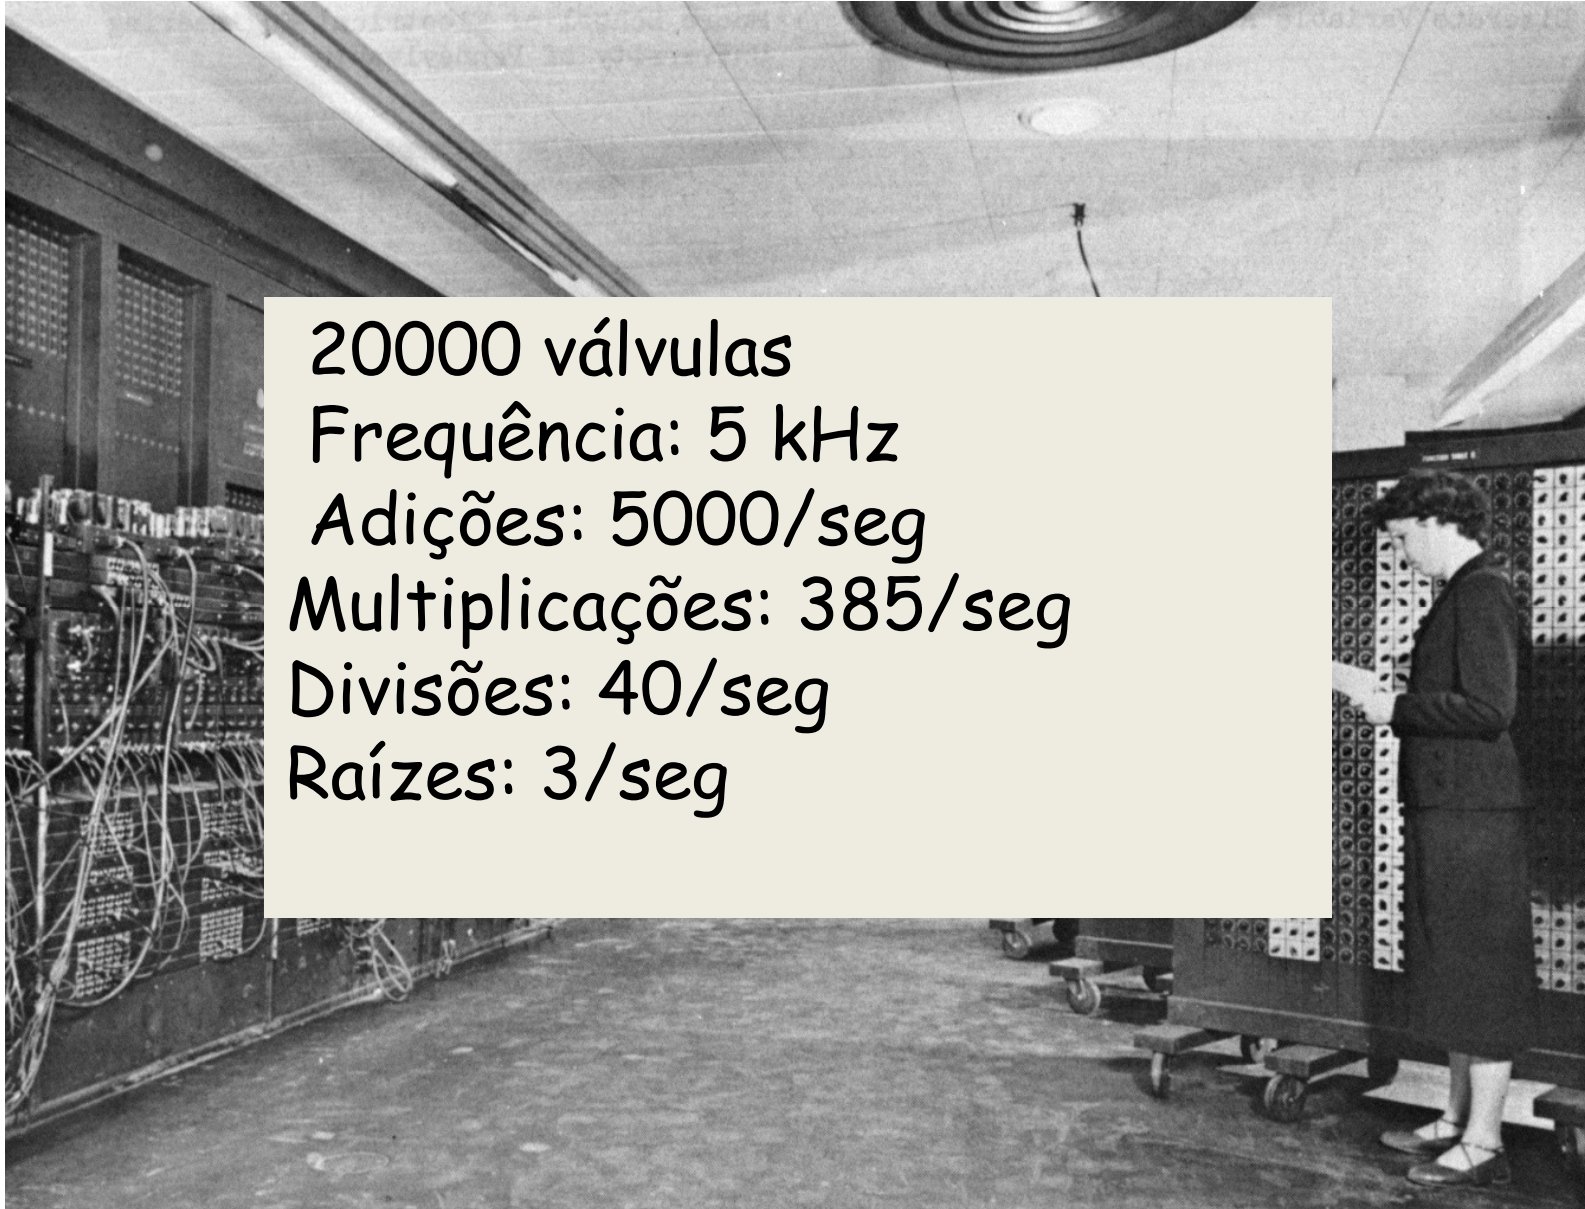 20000 válvulas
Frequência: 5 kHz
Adições: 5000/seg
Multiplicações: 385/seg
Divisões: 40/seg
Raízes: 3/seg